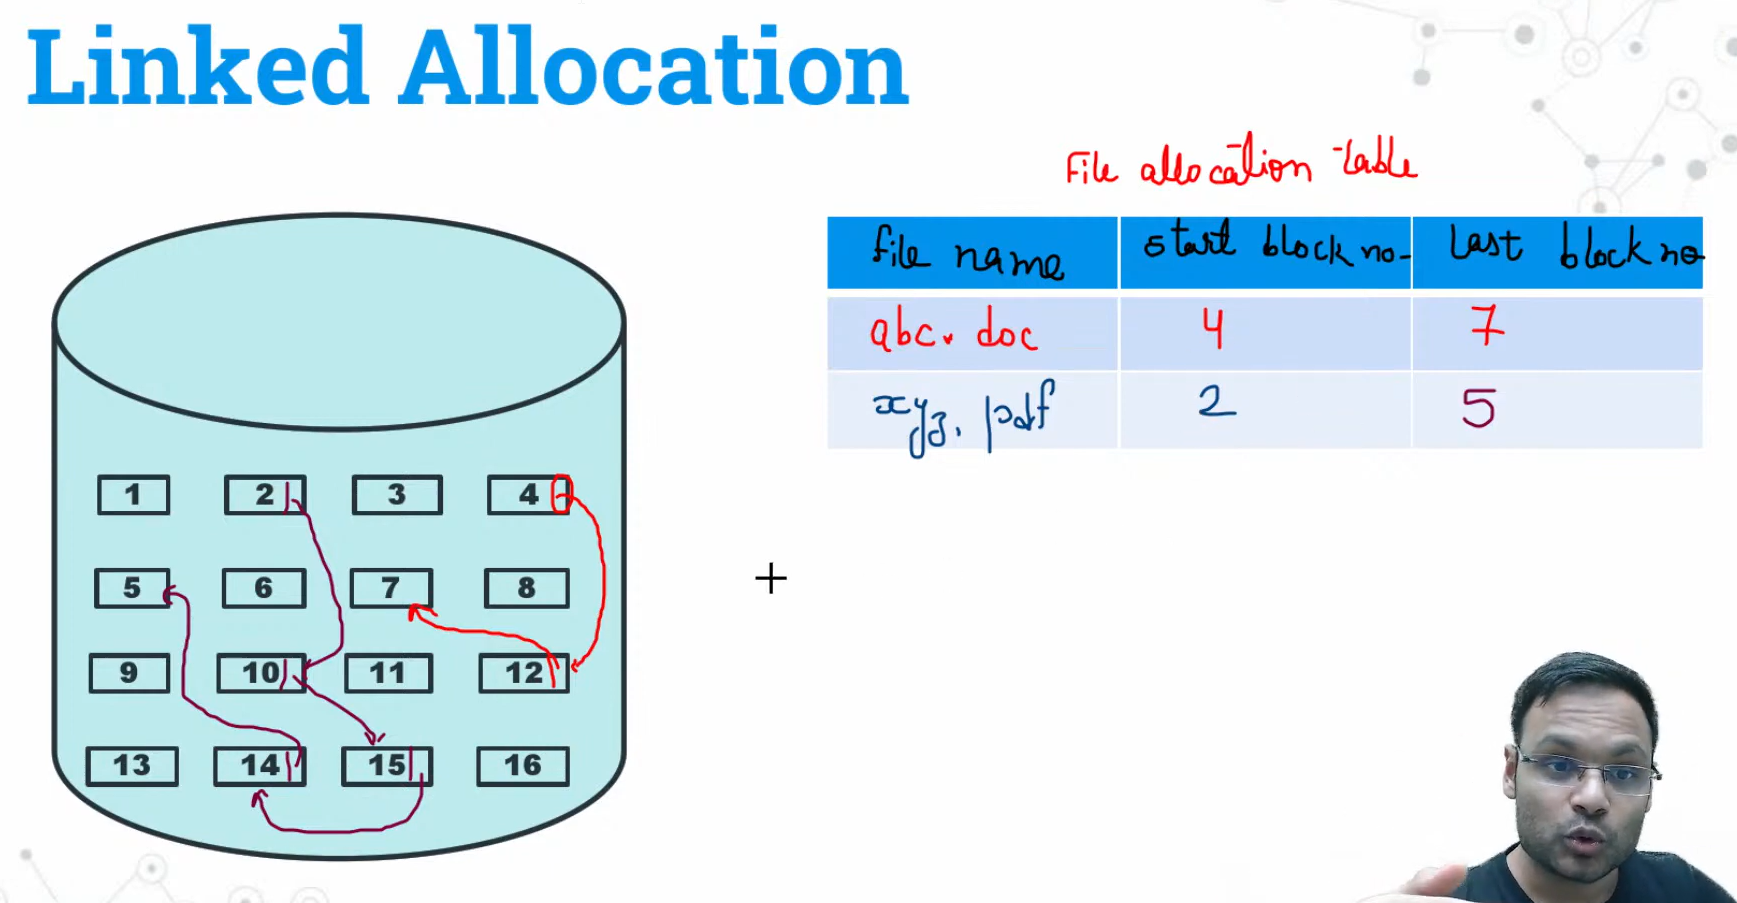 Linked Allocation
File allocation table
file name start block no. last block no
abc. doc 4 7
xyz. pdf 2 5
1 2 3 4
5 6 7 8
9 10 11 12
13 14 15 16